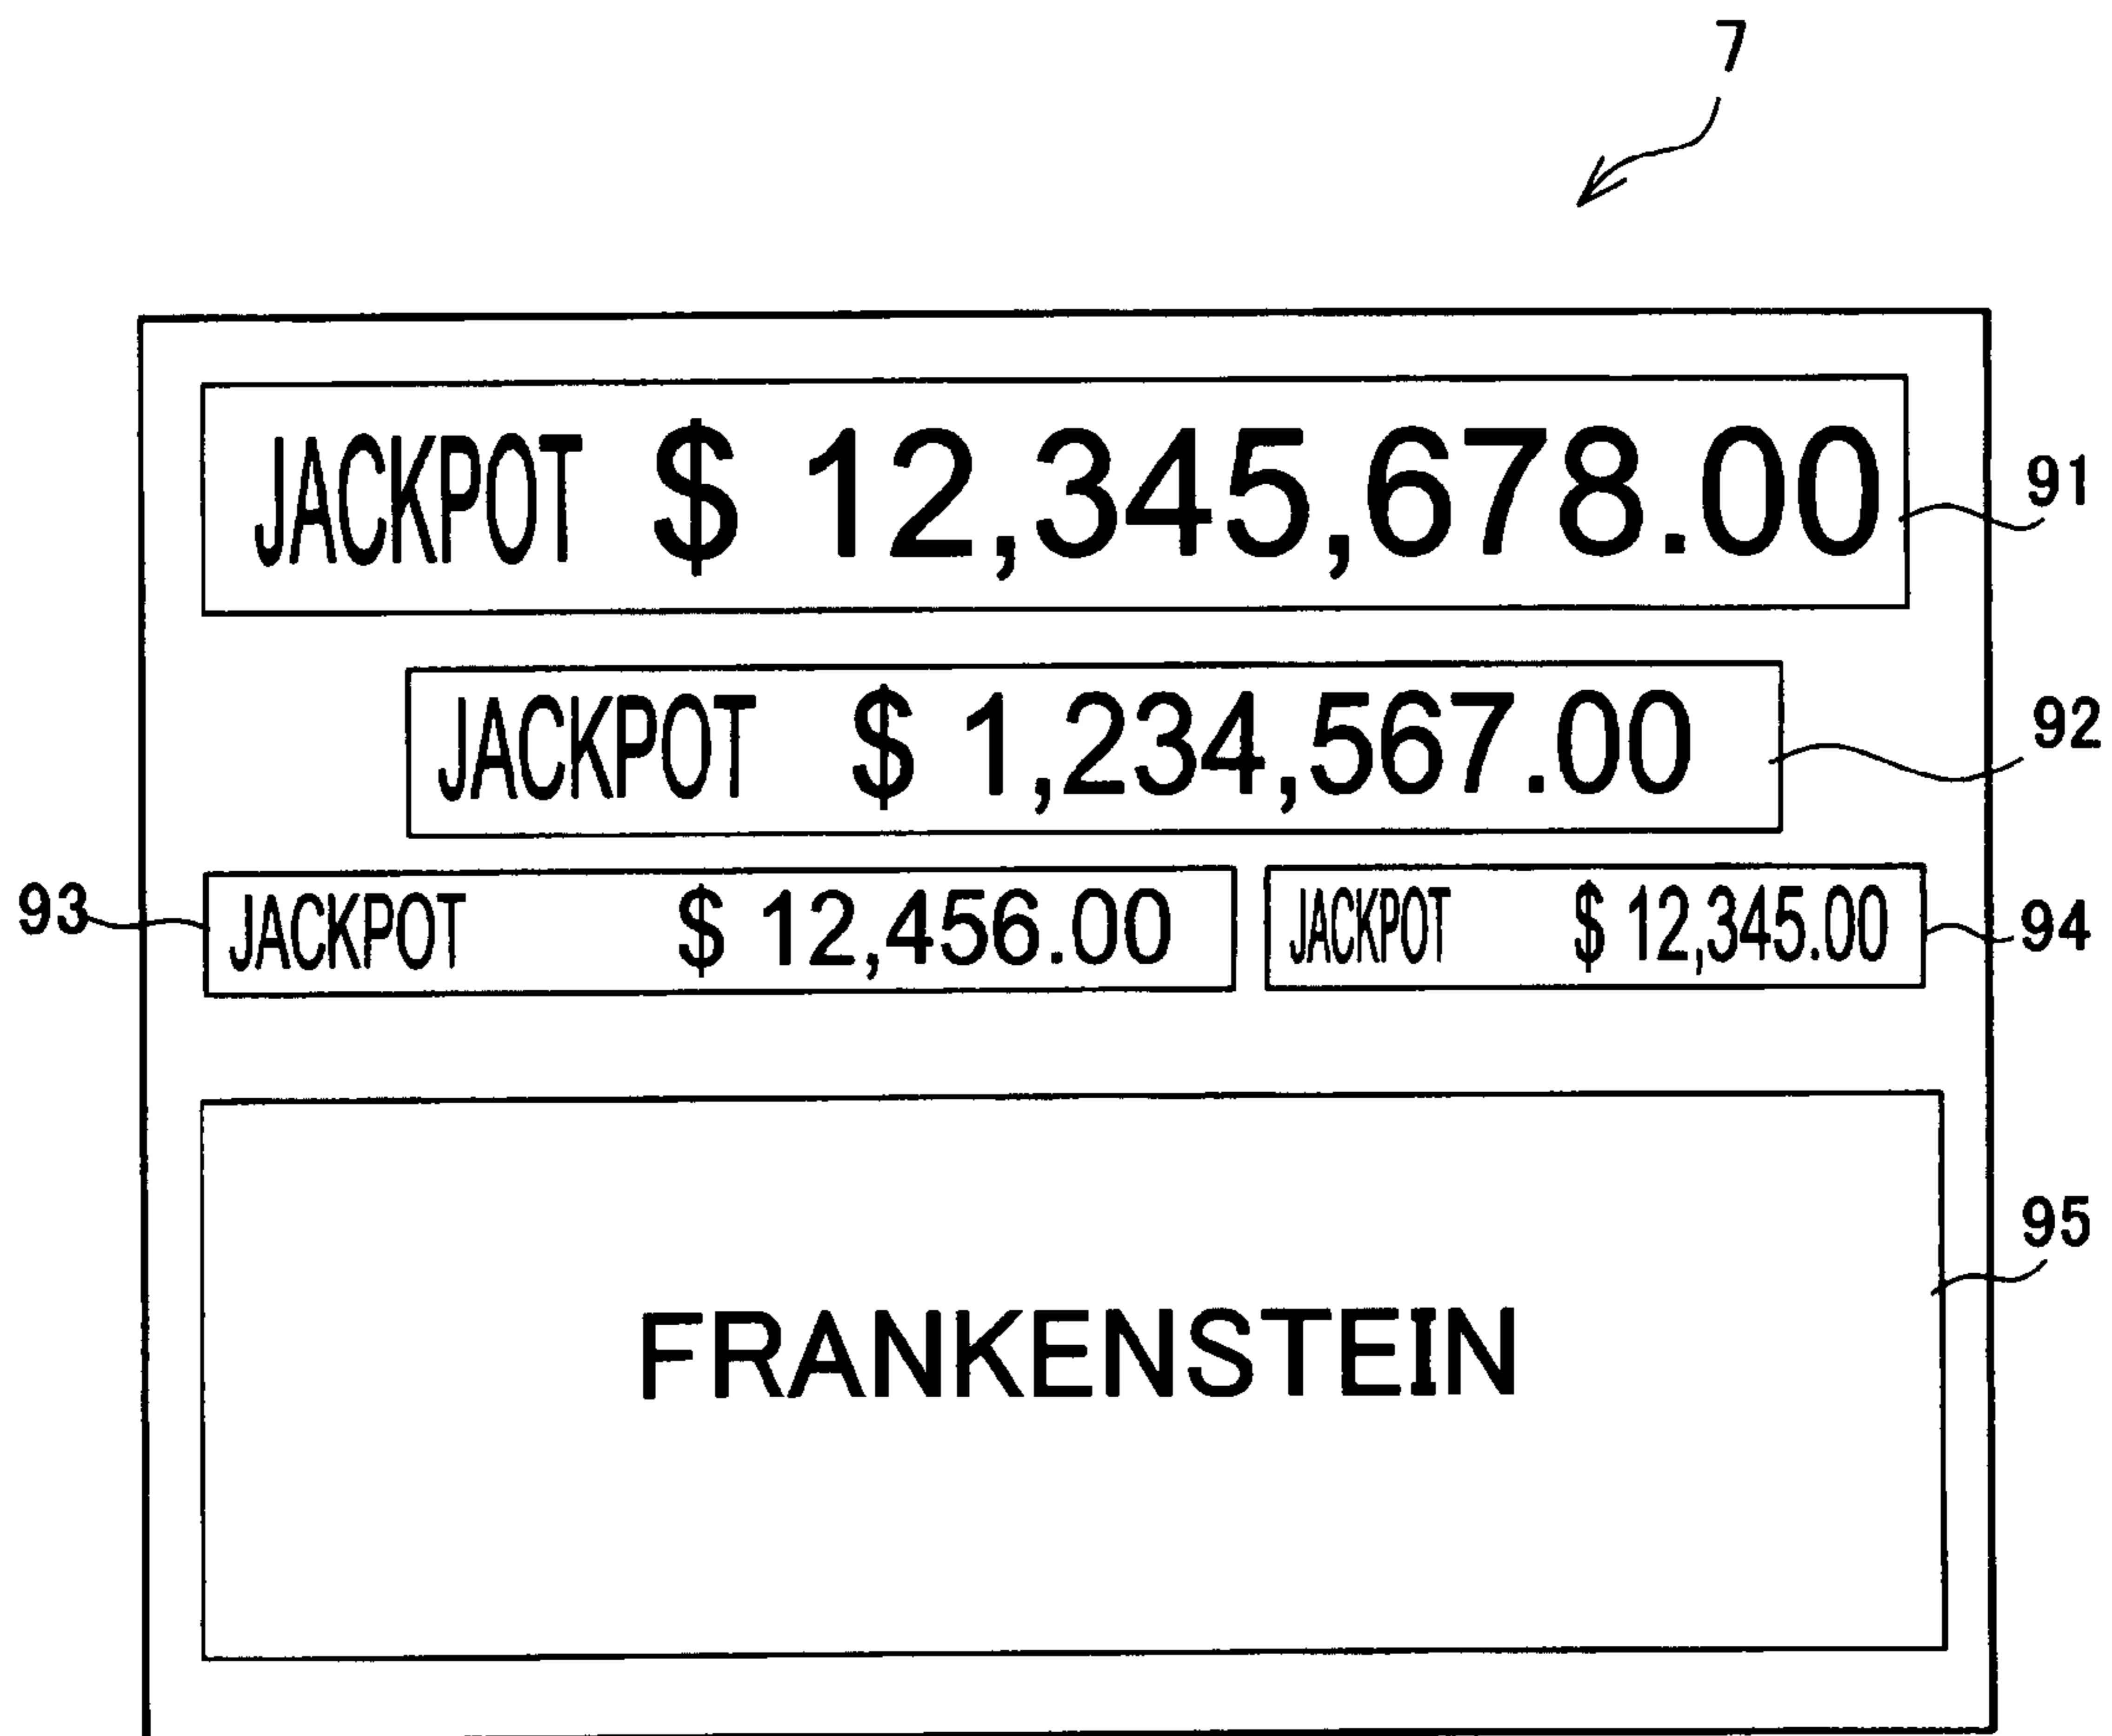 7
JACKPOT $ 12,345,678.00 91
JACKPOT $ 1,234,567.00 92
93 JACKPOT $ 12,456.00 JACKPOT $ 12,345.00 94
95
FRANKENSTEIN